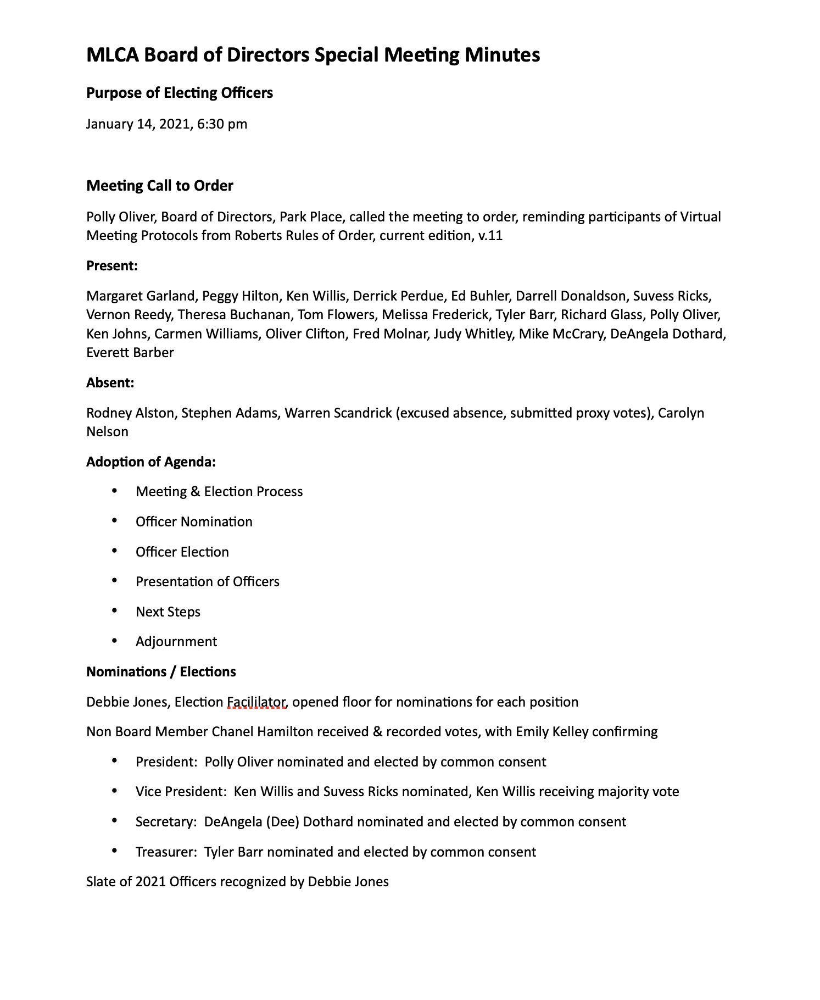 MLCA Board of Directors Special Meeting Minutes
Purpose of Electing Officers
January 14, 2021, 6:30 pm
Meeting Call to Order
Polly Oliver, Board of Directors, Park Place, called the meeting to order, reminding participants of Virtual
Meeting Protocols from Roberts Rules of Order, current edition, v.11
Present:
Margaret Garland, Peggy Hilton, Ken Willis, Derrick Perdue, Ed Buhler, Darrell Donaldson, Suvess Ricks,
Vernon Reedy, Theresa Buchanan, Tom Flowers, Melissa Frederick, Tyler Barr, Richard Glass, Polly Oliver,
Ken Johns, Carmen Williams, Oliver Clifton, Fred Molnar, Judy Whitley, Mike McCrary, DeAngela Dothard,
Everett Barber
Absent:
Rodney Alston, Stephen Adams, Warren Scandrick (excused absence, submitted proxy votes), Carolyn
Nelson
Adoption of Agenda:
• Meeting & Election Process
• Officer Nomination
• Officer Election
• Presentation of Officers
• Next Steps
• Adjournment
Nominations / Elections
Debbie Jones, Election Facililator, opened floor for nominations for each position
Non Board Member Chanel Hamilton received & recorded votes, with Emily Kelley confirming
• President:  Polly Oliver nominated and elected by common consent
• Vice President:  Ken Willis and Suvess Ricks nominated, Ken Willis receiving majority vote
• Secretary:  DeAngela (Dee) Dothard nominated and elected by common consent
• Treasurer:  Tyler Barr nominated and elected by common consent
Slate of 2021 Officers recognized by Debbie Jones